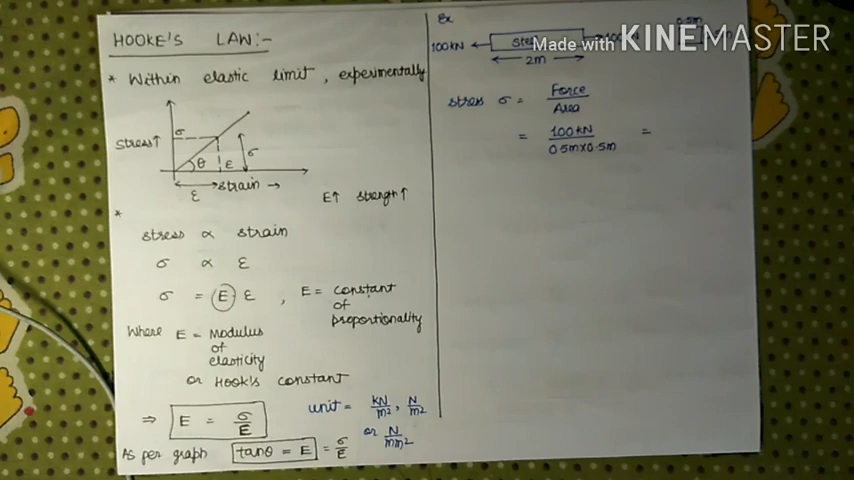 HOOKE'S LAW:-
* Within elastic limit, experimentally
stress↑
σ
θ
ε
σ
ε
strain →
E↑ strength↑
*
stress ∝ strain
σ ∝ ε
σ = E ε , E = constant
of
proportionality
Where E = Modulus
of
elasticity
or Hook's constant
⇒ E = σ/E
unit = kN/m², N/m²
or N/mm²
As per graph tanθ = E = σ/E
Ex
0.5m
100kN
Made with KINEMASTER
2m
stress σ = Force/Area
= 100kN/0.5m×0.5m =